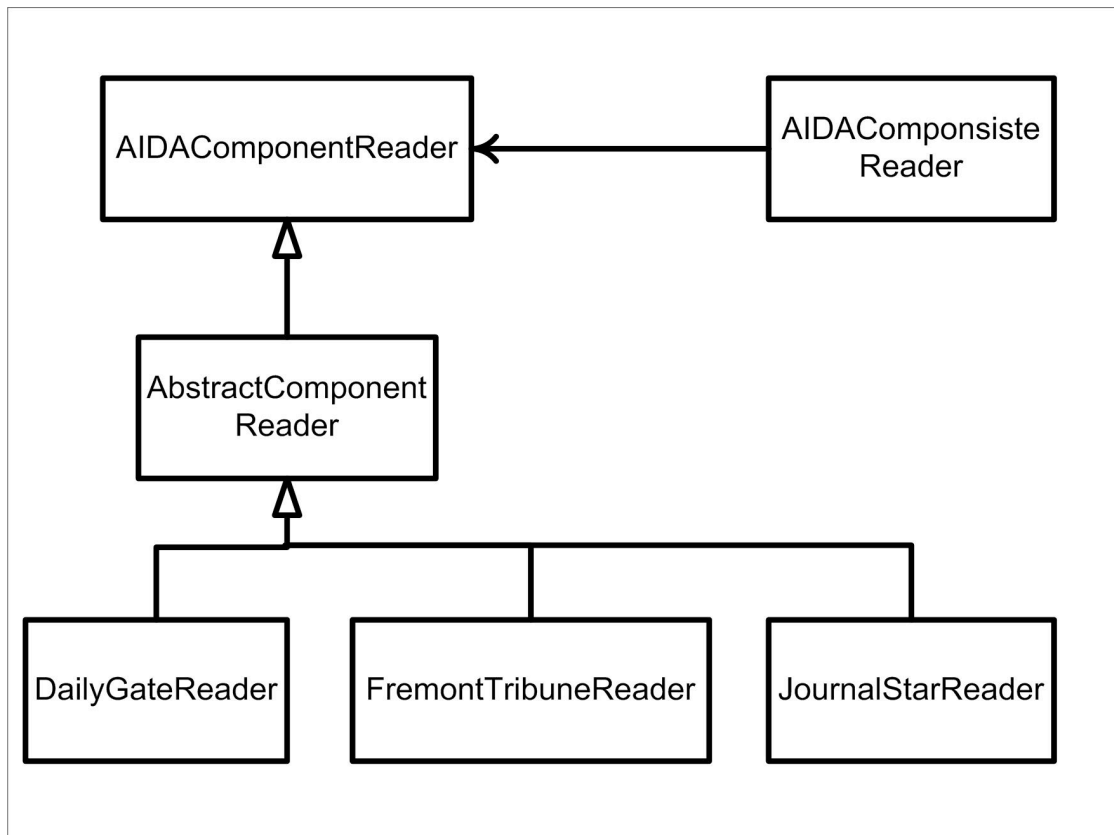 AIDAComponentReader
AIDAComponsiste
Reader
AbstractComponent
Reader
DailyGateReader
FremontTribuneReader
JournalStarReader